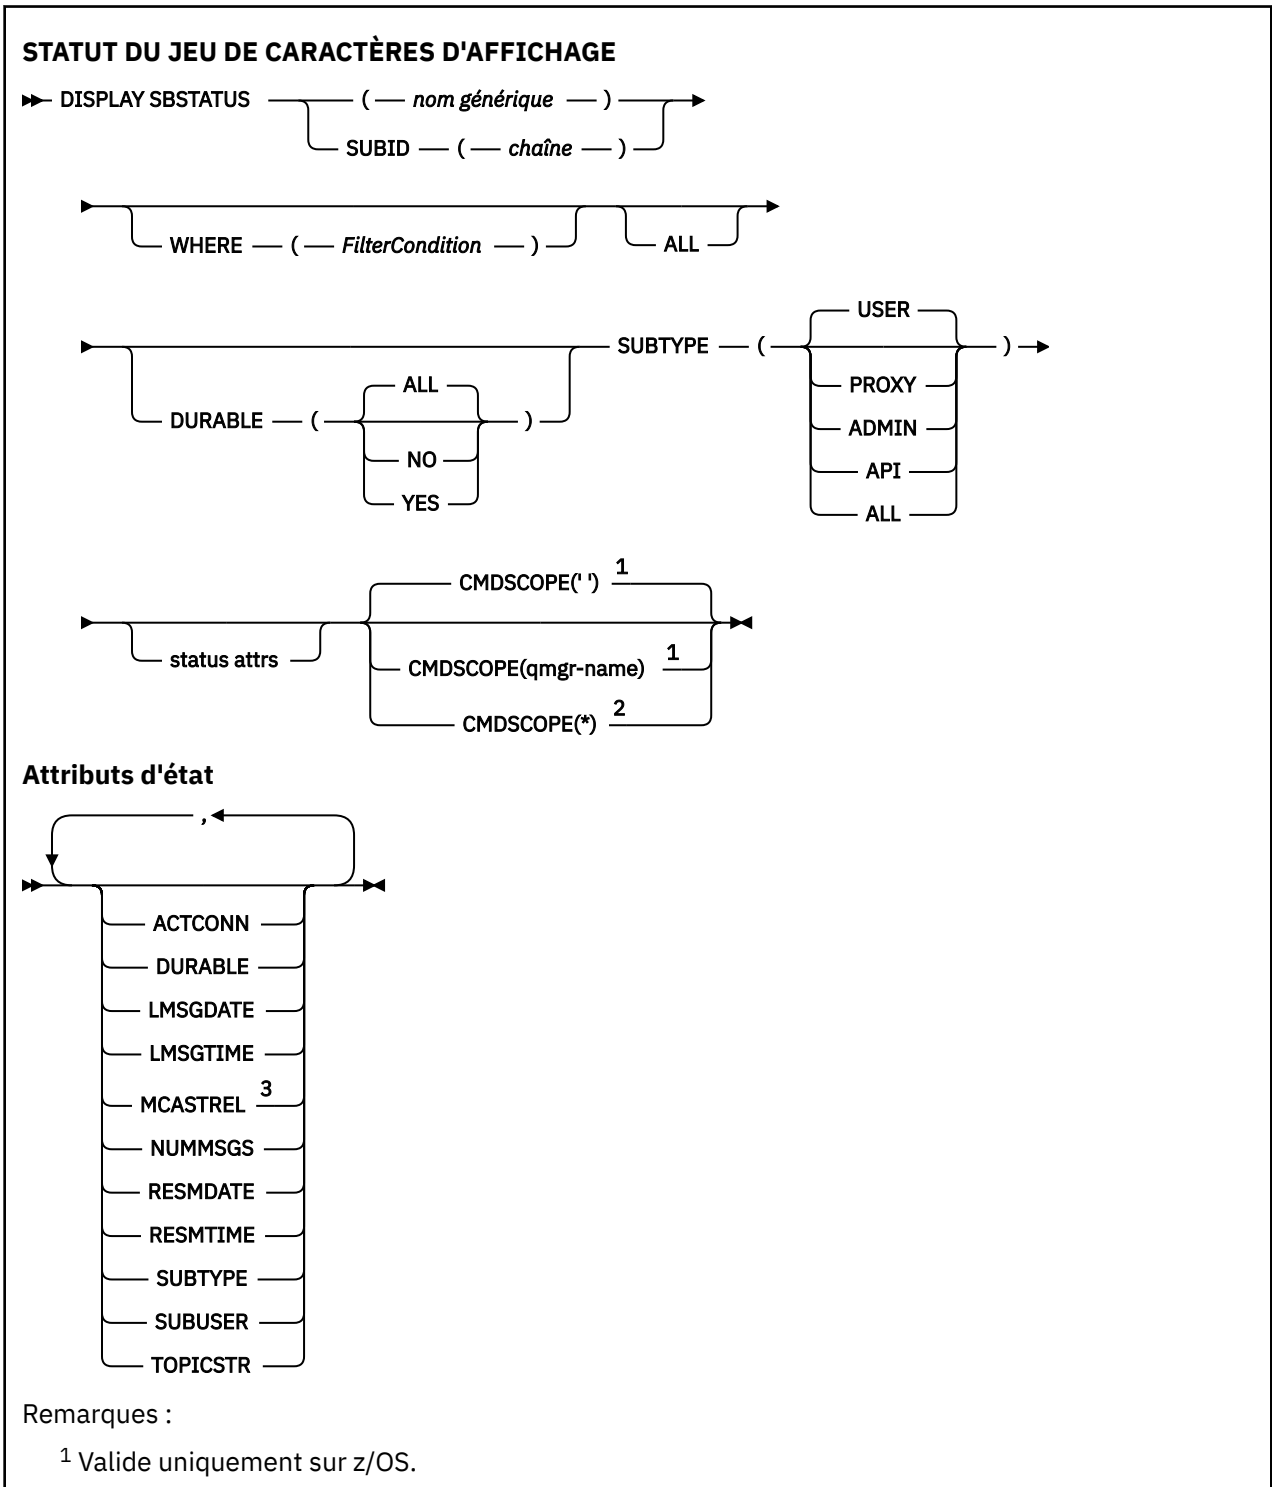 STATUT DU JEU DE CARACTÈRES D'AFFICHAGE
DISPLAY SBSTATUS ( nom générique )
SUBID ( chaîne )
WHERE ( FilterCondition )
ALL
USER
SUBTYPE ( )
ALL
PROXY
DURABLE ( )
ADMIN
NO
API
YES
ALL
CMDSCOPE(' ') 1
status attrs
CMDSCOPE(qmgr-name) 1
CMDSCOPE(*) 2
Attributs d'état
,
ACTCONN
DURABLE
LMSGDATE
LMSGTIME
MCASTREL 3
NUMMSGS
RESMDATE
RESMTIME
SUBTYPE
SUBUSER
TOPICSTR
Remarques :
1 Valide uniquement sur z/OS.